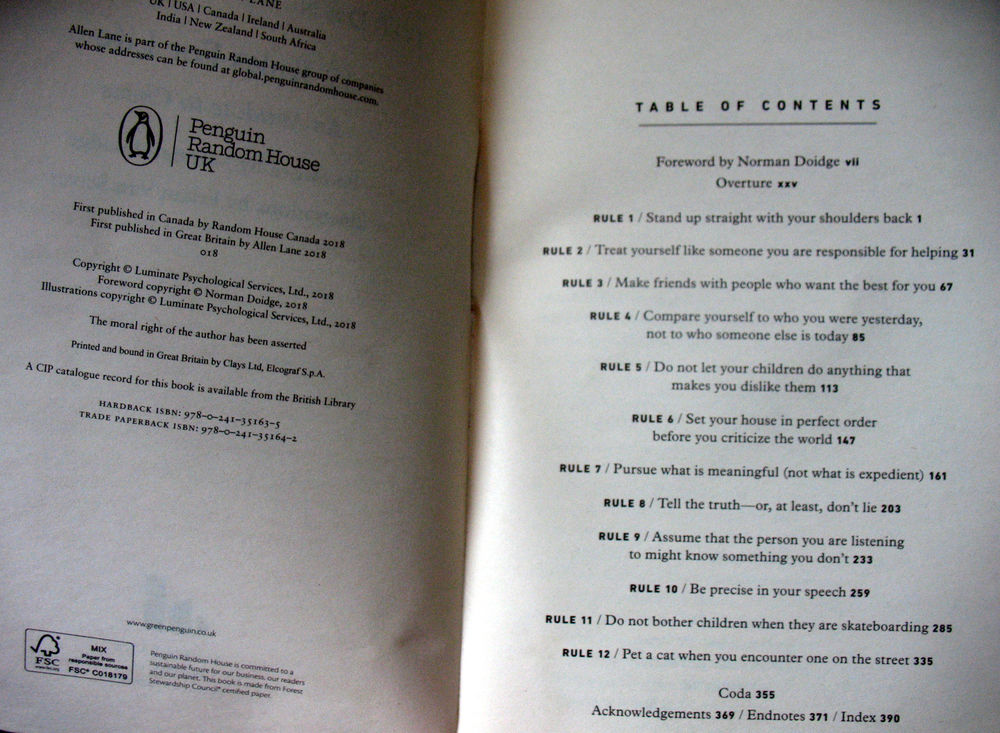 LANE
UK | USA | Canada | Ireland | Australia
India | New Zealand | South Africa
Allen Lane is part of the Penguin Random House group of companies
whose addresses can be found at global.penguinrandomhouse.com.
Penguin
Random House
UK
First published in Canada by Random House Canada 2018
First published in Great Britain by Allen Lane 2018
018
Copyright © Luminate Psychological Services, Ltd., 2018
Foreword copyright © Norman Doidge, 2018
Illustrations copyright © Luminate Psychological Services, Ltd., 2018
The moral right of the author has been asserted
Printed and bound in Great Britain by Clays Ltd, Elcograf S.p.A.
A CIP catalogue record for this book is available from the British Library
HARDBACK ISBN: 978–0–241–35163–5
TRADE PAPERBACK ISBN: 978–0–241–35164–2
www.greenpenguin.co.uk
FSC
www.fsc.org
MIX
Paper from
responsible sources
FSC® C018179
Penguin Random House is committed to a
sustainable future for our business, our readers
and our planet. This book is made from Forest
Stewardship Council® certified paper.
TABLE OF CONTENTS
Foreword by Norman Doidge vii
Overture xxv
RULE 1 / Stand up straight with your shoulders back 1
RULE 2 / Treat yourself like someone you are responsible for helping 31
RULE 3 / Make friends with people who want the best for you 67
RULE 4 / Compare yourself to who you were yesterday,
not to who someone else is today 85
RULE 5 / Do not let your children do anything that
makes you dislike them 113
RULE 6 / Set your house in perfect order
before you criticize the world 147
RULE 7 / Pursue what is meaningful (not what is expedient) 161
RULE 8 / Tell the truth—or, at least, don't lie 203
RULE 9 / Assume that the person you are listening
to might know something you don't 233
RULE 10 / Be precise in your speech 259
RULE 11 / Do not bother children when they are skateboarding 285
RULE 12 / Pet a cat when you encounter one on the street 335
Coda 355
Acknowledgements 369 / Endnotes 371 / Index 390